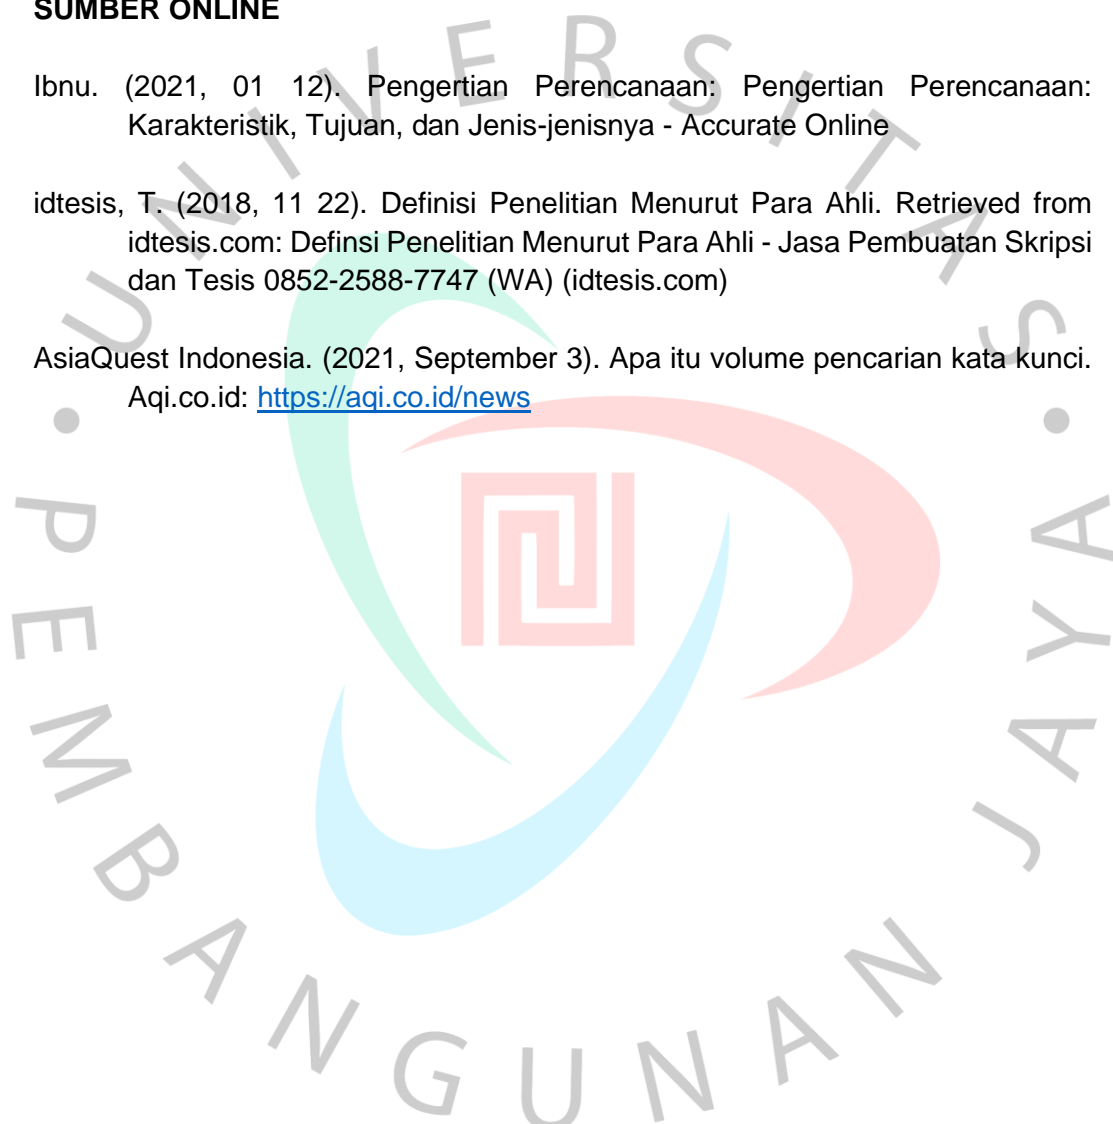 SUMBER ONLINE
Ibnu. (2021, 01 12). Pengertian Perencanaan: Pengertian Perencanaan:
Karakteristik, Tujuan, dan Jenis-jenisnya - Accurate Online
idtesis, T. (2018, 11 22). Definisi Penelitian Menurut Para Ahli. Retrieved from
idtesis.com: Definsi Penelitian Menurut Para Ahli - Jasa Pembuatan Skripsi
dan Tesis 0852-2588-7747 (WA) (idtesis.com)
AsiaQuest Indonesia. (2021, September 3). Apa itu volume pencarian kata kunci.
Aqi.co.id: https://aqi.co.id/news
UNIVERSITAS
PEMBANGUNAN JAYA